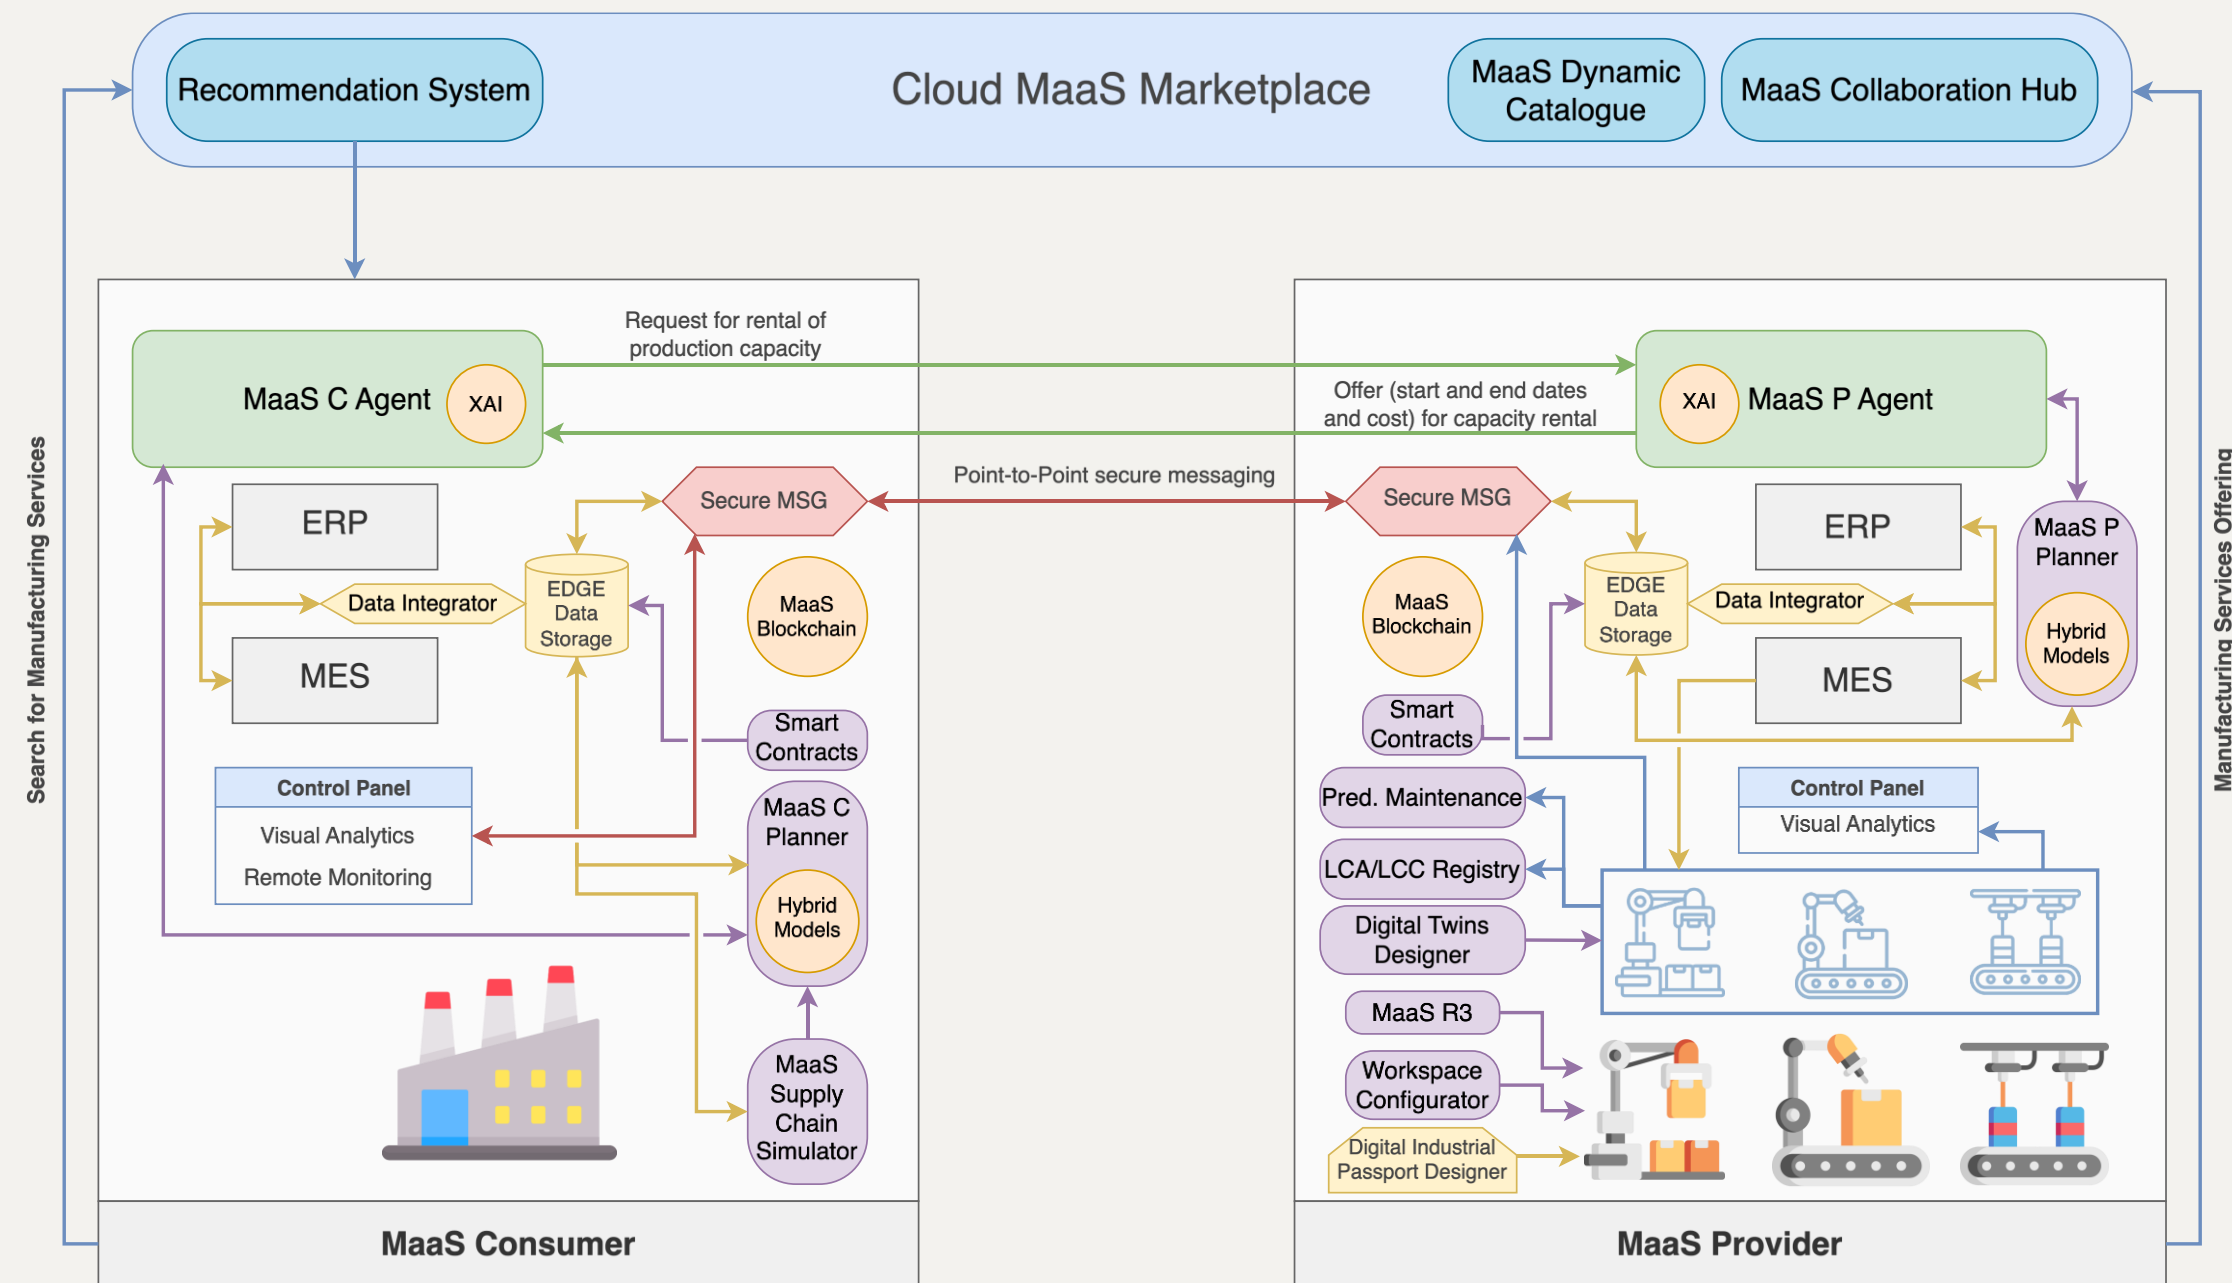 Recommendation System
Cloud MaaS Marketplace
MaaS Dynamic
Catalogue
MaaS Collaboration Hub
Search for Manufacturing Services
Manufacturing Services Offering
MaaS C Agent
XAI
Request for rental of
production capacity
Offer (start and end dates
and cost) for capacity rental
Point-to-Point secure messaging
ERP
Data Integrator
MES
EDGE
Data
Storage
Secure MSG
MaaS
Blockchain
Smart
Contracts
Control Panel
Visual Analytics
Remote Monitoring
MaaS C
Planner
Hybrid
Models
MaaS
Supply
Chain
Simulator
MaaS Consumer
XAI
MaaS P Agent
Secure MSG
MaaS
Blockchain
EDGE
Data
Storage
Data Integrator
ERP
MES
MaaS P
Planner
Hybrid
Models
Smart
Contracts
Pred. Maintenance
LCA/LCC Registry
Digital Twins
Designer
Control Panel
Visual Analytics
MaaS R3
Workspace
Configurator
Digital Industrial
Passport Designer
MaaS Provider